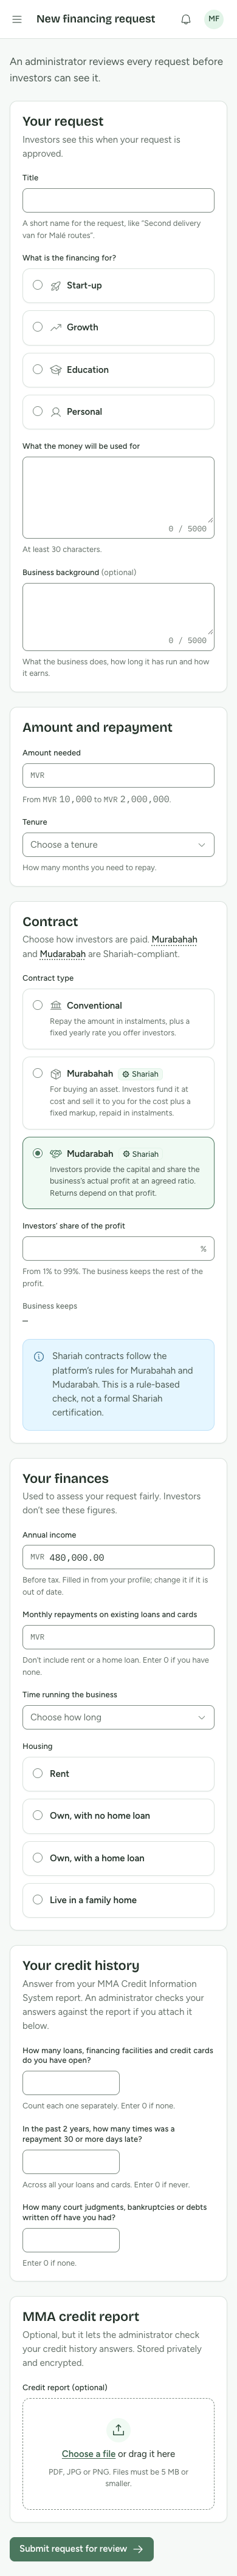 New financing request
MF
An administrator reviews every request before
investors can see it.
Your request
Investors see this when your request is
approved.
Title
A short name for the request, like “Second delivery
van for Malé routes”.
What is the financing for?
Start-up
Growth
Education
Personal
What the money will be used for
0 / 5000
At least 30 characters.
Business background (optional)
0 / 5000
What the business does, how long it has run and how
it earns.
Amount and repayment
Amount needed
MVR
From MVR 10,000 to MVR 2,000,000.
Tenure
Choose a tenure
How many months you need to repay.
Contract
Choose how investors are paid. Murabahah
and Mudarabah are Shariah-compliant.
Contract type
Conventional
Repay the amount in instalments, plus a
fixed yearly rate you offer investors.
Murabahah Shariah
For buying an asset. Investors fund it at
cost and sell it to you for the cost plus a
fixed markup, repaid in instalments.
Mudarabah Shariah
Investors provide the capital and share the
business’s actual profit at an agreed ratio.
Returns depend on that profit.
Investors’ share of the profit
%
From 1% to 99%. The business keeps the rest of the
profit.
Business keeps
–
Shariah contracts follow the
platform’s rules for Murabahah and
Mudarabah. This is a rule-based
check, not a formal Shariah
certification.
Your finances
Used to assess your request fairly. Investors
don’t see these figures.
Annual income
MVR 480,000.00
Before tax. Filled in from your profile; change it if it is
out of date.
Monthly repayments on existing loans and cards
MVR
Don’t include rent or a home loan. Enter 0 if you have
none.
Time running the business
Choose how long
Housing
Rent
Own, with no home loan
Own, with a home loan
Live in a family home
Your credit history
Answer from your MMA Credit Information
System report. An administrator checks your
answers against the report if you attach it
below.
How many loans, financing facilities and credit cards
do you have open?
Count each one separately. Enter 0 if none.
In the past 2 years, how many times was a
repayment 30 or more days late?
Across all your loans and cards. Enter 0 if never.
How many court judgments, bankruptcies or debts
written off have you had?
Enter 0 if none.
MMA credit report
Optional, but it lets the administrator check
your credit history answers. Stored privately
and encrypted.
Credit report (optional)
Choose a file or drag it here
PDF, JPG or PNG. Files must be 5 MB or
smaller.
Submit request for review